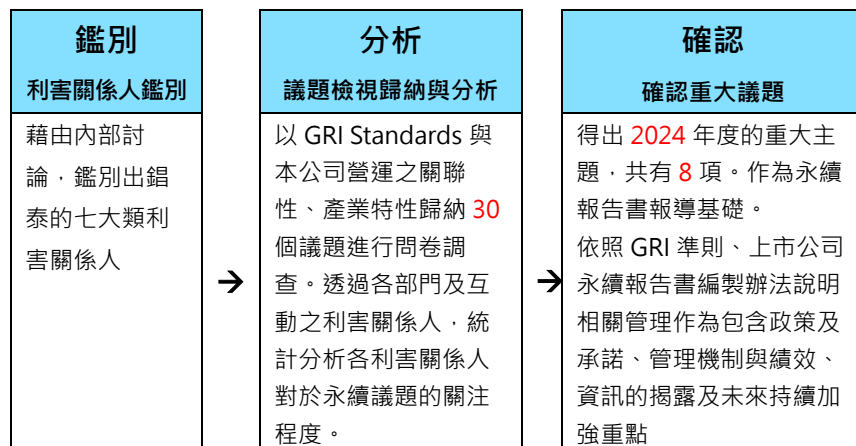 鑑別
利害關係人鑑別
藉由內部討
論，鑑別出錩
泰的七大類利
害關係人
→
分析
議題檢視歸納與分析
以 GRI Standards 與
本公司營運之關聯
性、產業特性歸納 30
個議題進行問卷調
查。透過各部門及互
動之利害關係人，統
計分析各利害關係人
對於永續議題的關注
程度。
→
確認
確認重大議題
得出 2024 年度的重大主
題，共有 8 項。作為永續
報告書報導基礎。
依照 GRI 準則、上市公司
永續報告書編製辦法說明
相關管理作為包含政策及
承諾、管理機制與績效、
資訊的揭露及未來持續加
強重點